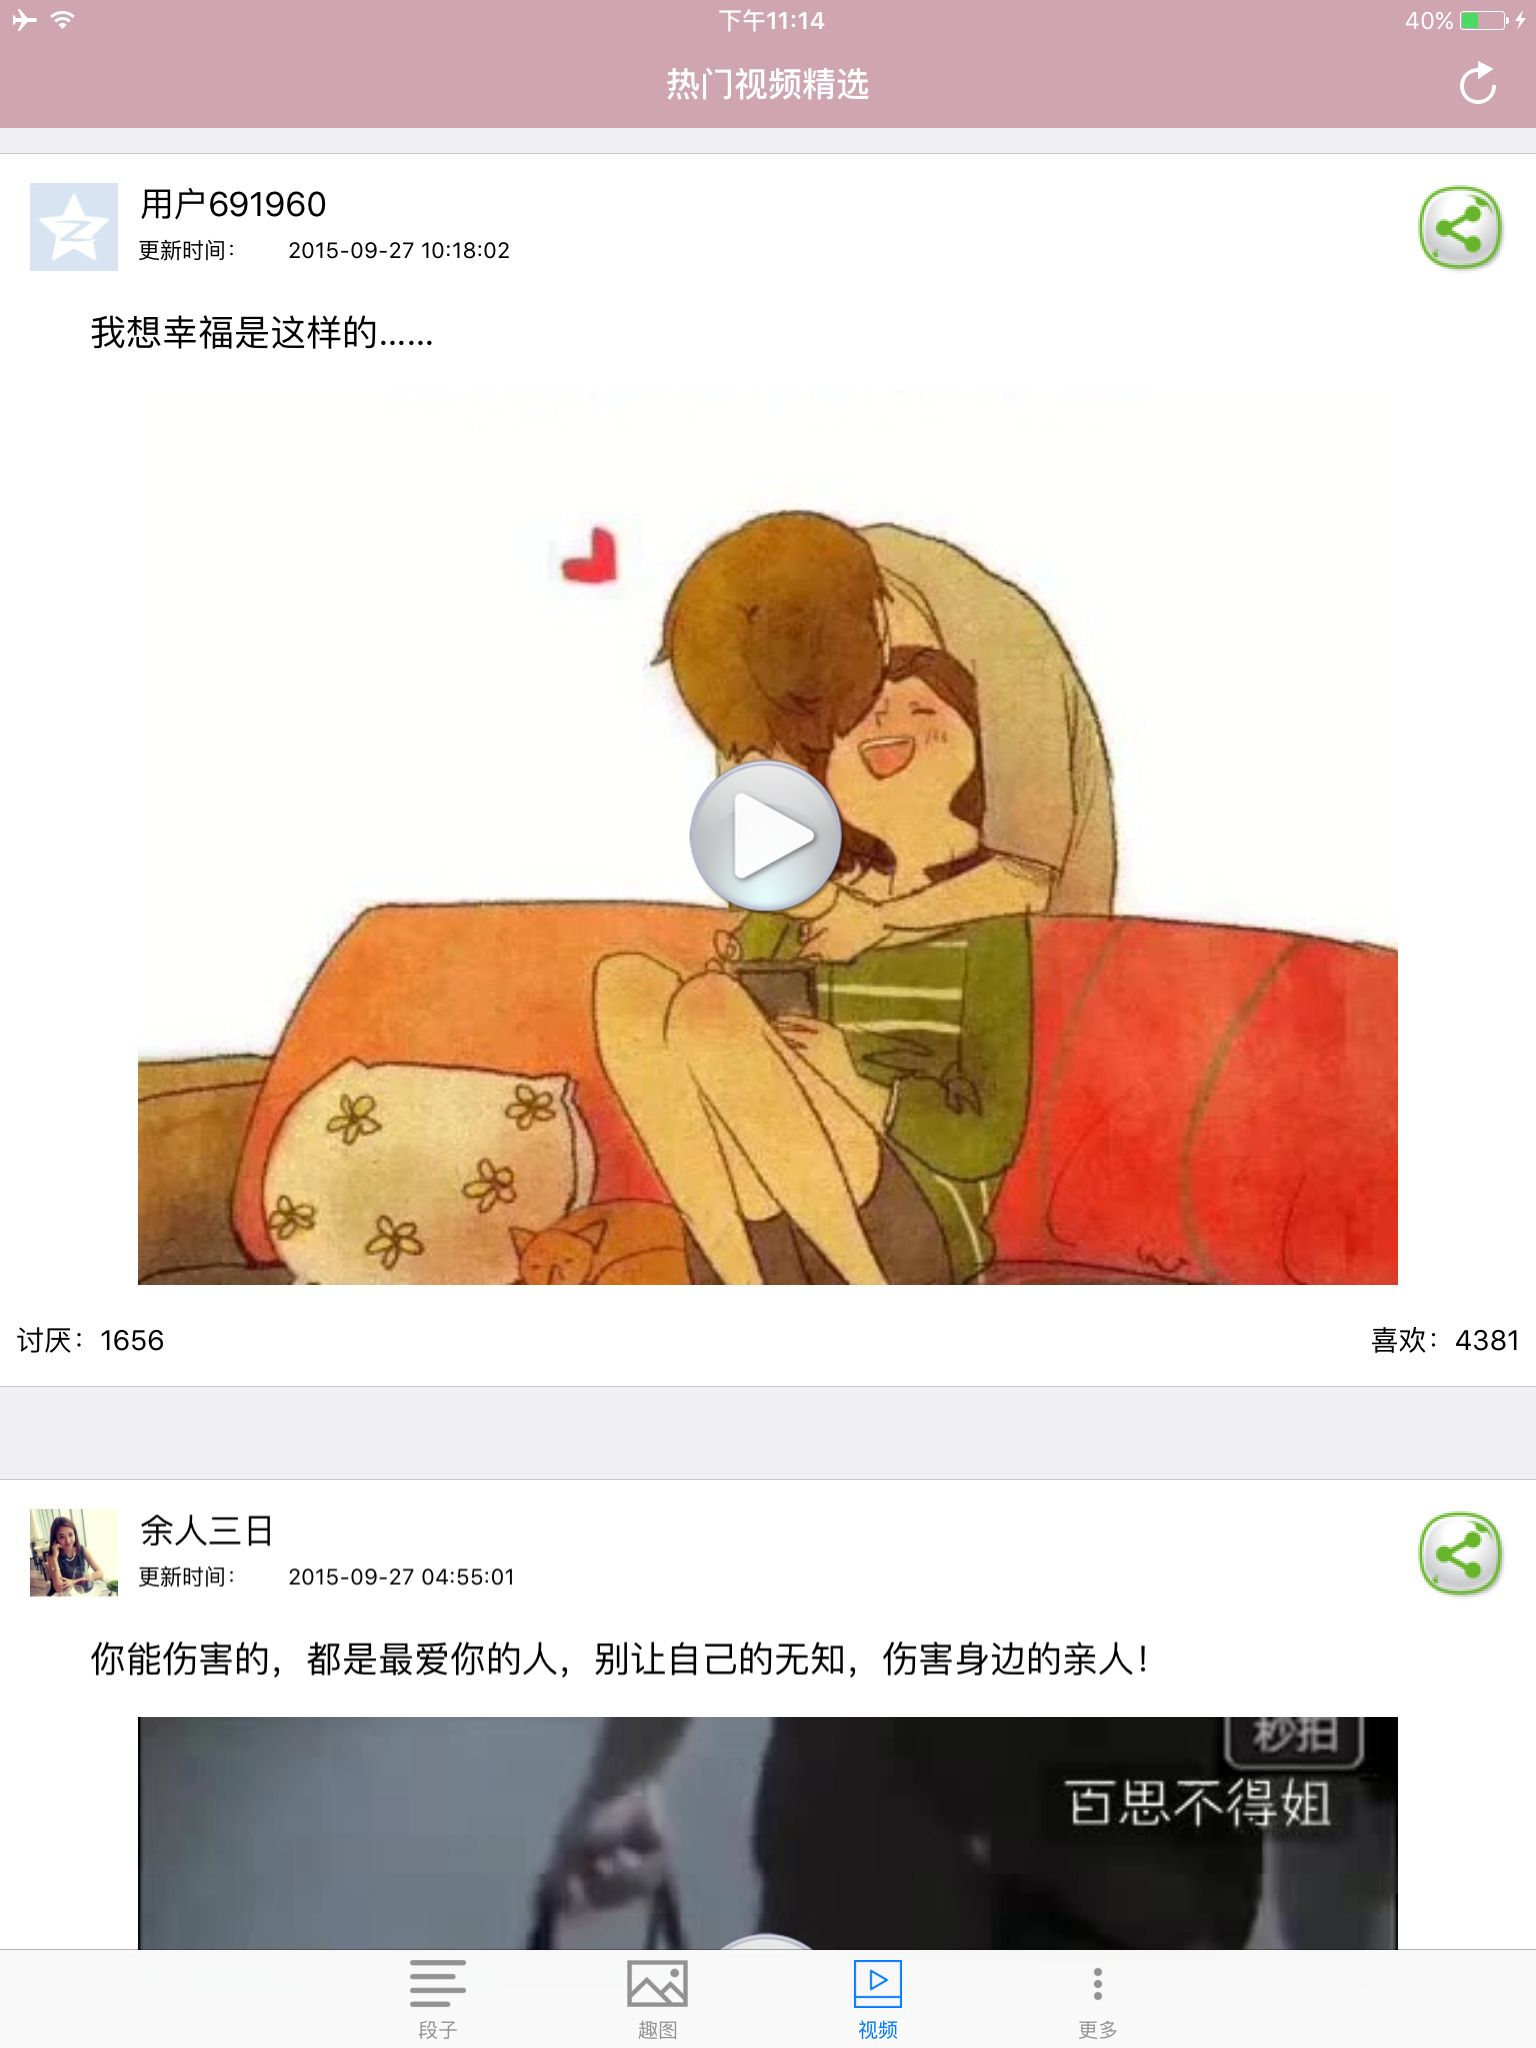 下午11:14
40%
热门视频精选
用户691960
更新时间: 2015-09-27 10:18:02
我想幸福是这样的......
讨厌：1656
喜欢：4381
余人三日
更新时间: 2015-09-27 04:55:01
你能伤害的，都是最爱你的人，别让自己的无知，伤害身边的亲人！
秒拍
百思不得姐
段子
趣图
视频
更多